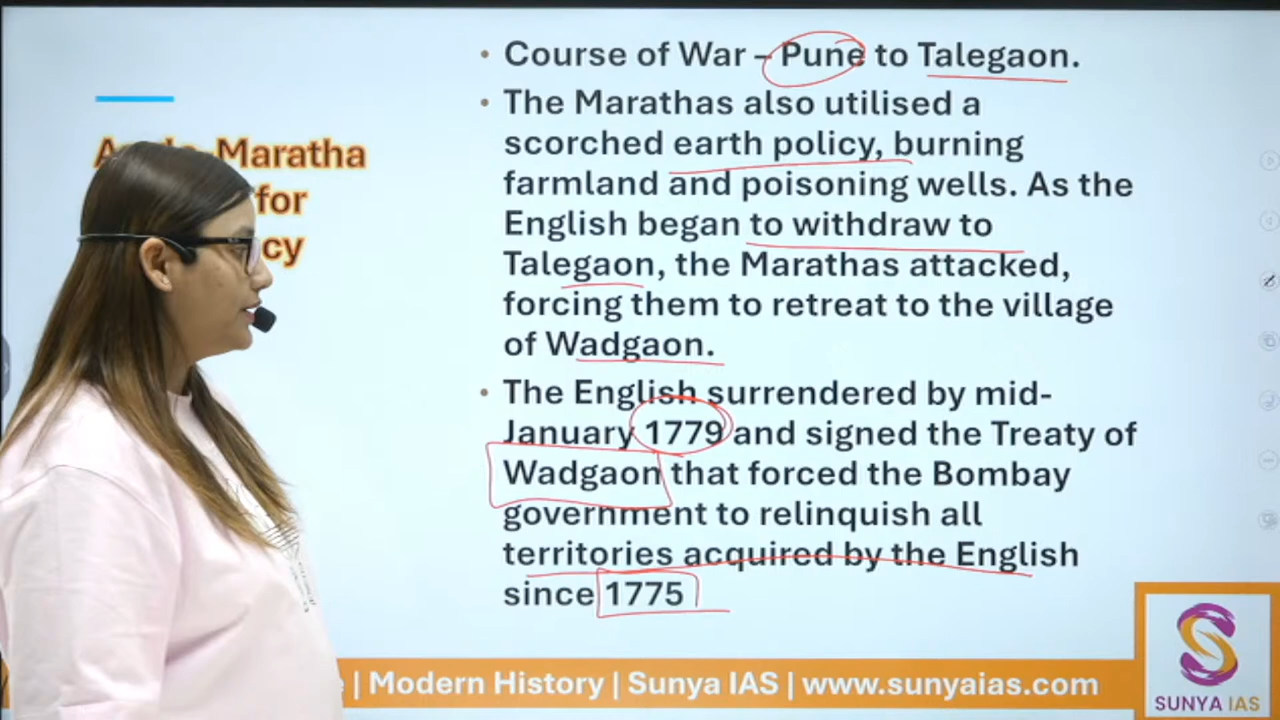 Maratha
for
cy
• Course of War – Pune to Talegaon.
• The Marathas also utilised a
scorched earth policy, burning
farmland and poisoning wells. As the
English began to withdraw to
Talegaon, the Marathas attacked,
forcing them to retreat to the village
of Wadgaon.
• The English surrendered by mid-
January 1779 and signed the Treaty of
Wadgaon that forced the Bombay
government to relinquish all
territories acquired by the English
since 1775
| Modern History | Sunya IAS | www.sunyaias.com
SUNYA IAS